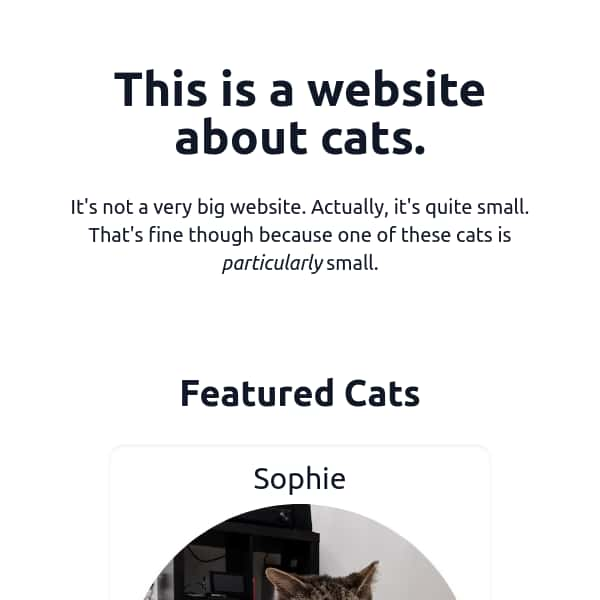 This is a website
about cats.
It's not a very big website. Actually, it's quite small.
That's fine though because one of these cats is
particularly small.
Featured Cats
Sophie